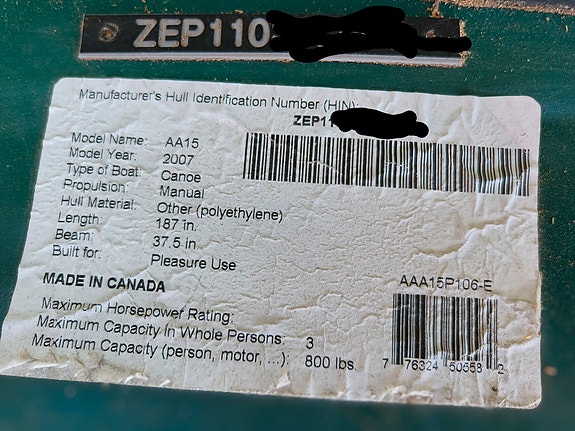 ZEP110
Manufacturer's Hull Identification Number (HIN):
ZEP11
Model Name: AA15
Model Year: 2007
Type of Boat: Canoe
Propulsion: Manual
Hull Material: Other (polyethylene)
Length: 187 in.
Beam: 37.5 in.
Built for: Pleasure Use
MADE IN CANADA
AAA15P106-E
Maximum Horsepower Rating:
Maximum Capacity in Whole Persons: 3
Maximum Capacity (person, motor, ...): 800 lbs.
7 76324 50558 2